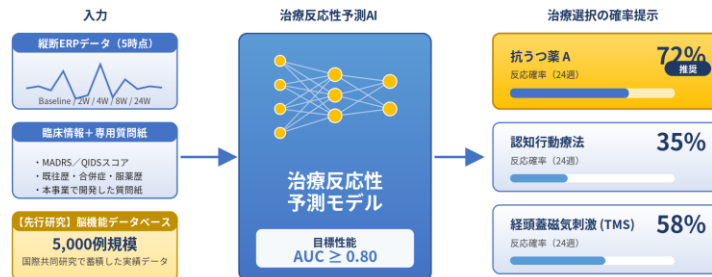 入力
縦断ERPデータ（5時点）
Baseline / 2W / 4W / 8W / 24W
臨床情報＋専用質問紙
・MADRS／QIDSスコア
・既往歴・合併症・服薬歴
・本事業で開発した質問紙
【先行研究】脳機能データベース
5,000例規模
国際共同研究で蓄積した実績データ
治療反応性予測AI
治療反応性
予測モデル
目標性能
AUC ≥ 0.80
治療選択の確率提示
抗うつ薬 A
72%
推奨
反応確率（24週）
認知行動療法
35%
反応確率（24週）
経頭蓋磁気刺激 (TMS)
58%
反応確率（24週）